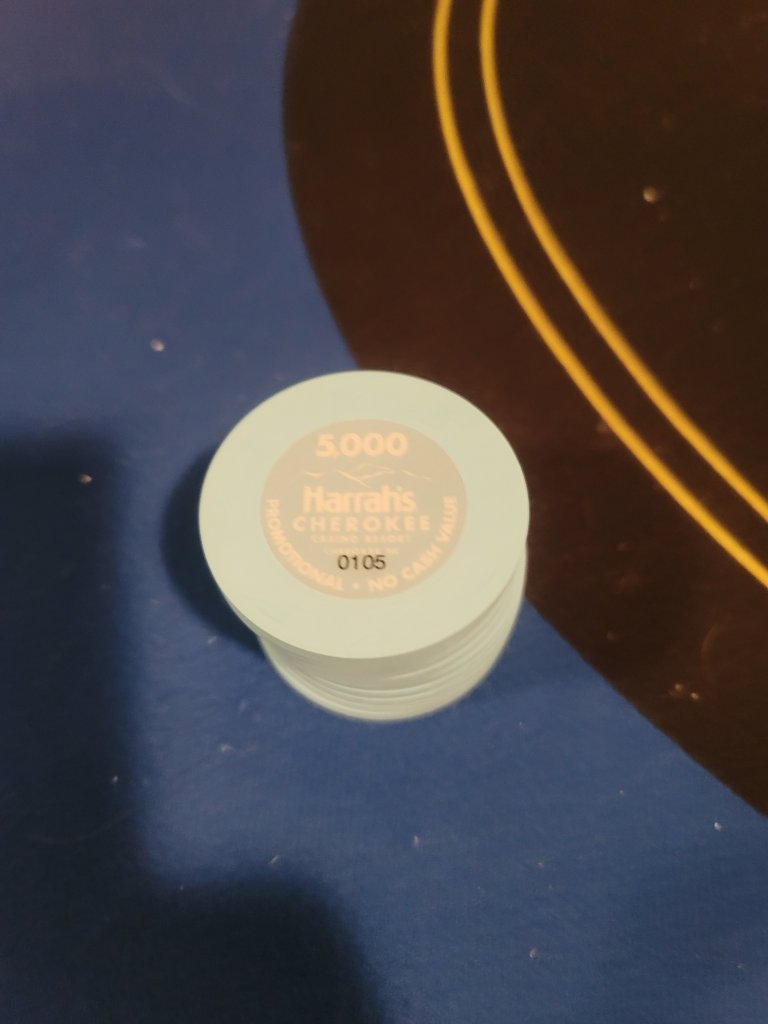 5,000
Harrah's
CHEROKEE
CASINO RESORT
0105
PROMOTIONAL • NO CASH VALUE